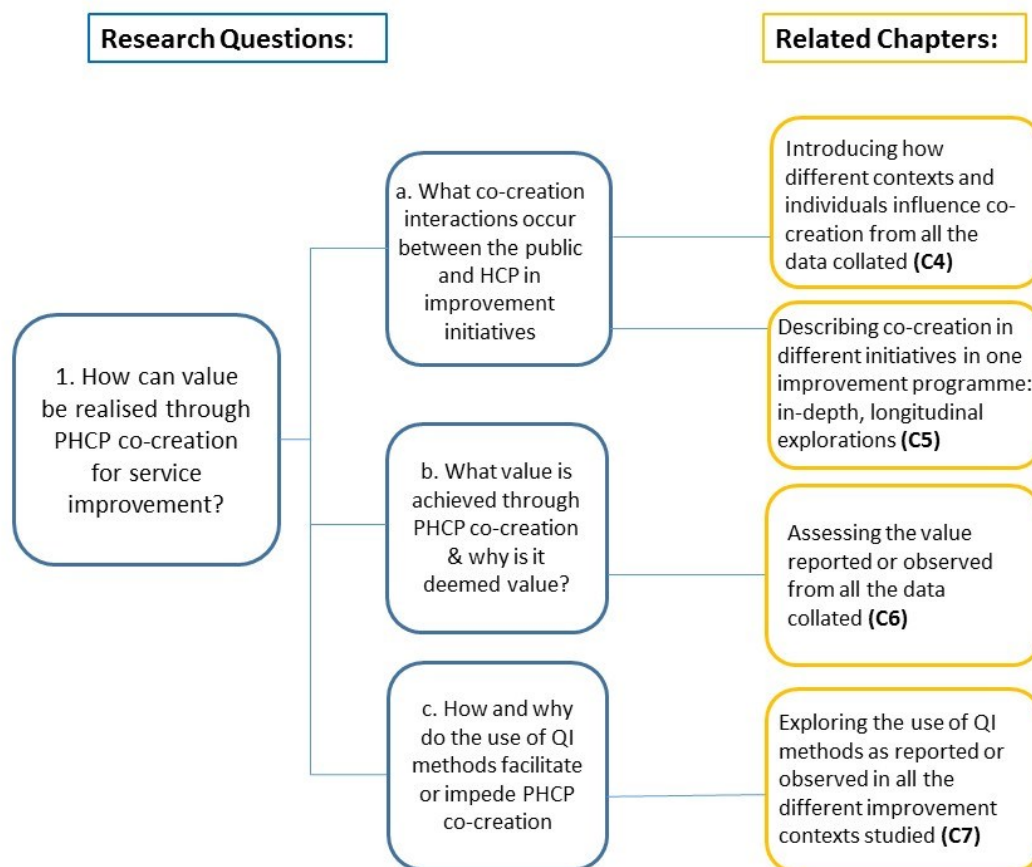 Research Questions:
Related Chapters:
1. How can value
be realised through
PHCP co-creation
for service
improvement?
a. What co-creation
interactions occur
between the public
and HCP in
improvement
initiatives
b. What value is
achieved through
PHCP co-creation
& why is it
deemed value?
c. How and why
do the use of QI
methods facilitate
or impede PHCP
co-creation
Introducing how
different contexts and
individuals influence co-
creation from all the
data collated (C4)
Describing co-creation in
different initiatives in one
improvement programme:
in-depth, longitudinal
explorations (C5)
Assessing the value
reported or observed
from all the data
collated (C6)
Exploring the use of QI
methods as reported or
observed in all the
different improvement
contexts studied (C7)